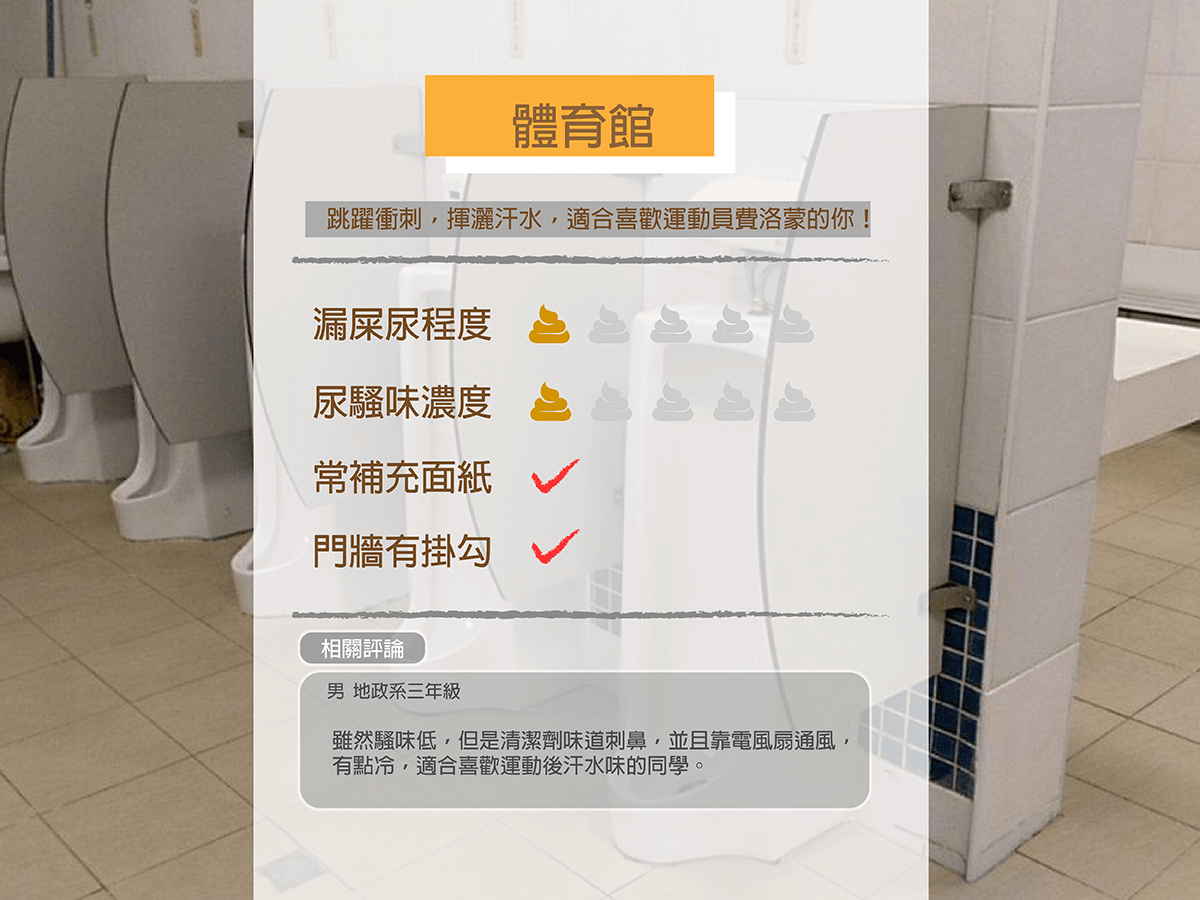 體育館
跳躍衝刺，揮灑汗水，適合喜歡運動員費洛蒙的你！
漏屎尿程度
尿騷味濃度
常補充面紙
門牆有掛勾
相關評論
男 地政系三年級
雖然騷味低，但是清潔劑味道刺鼻，並且靠電風扇通風，
有點冷，適合喜歡運動後汗水味的同學。